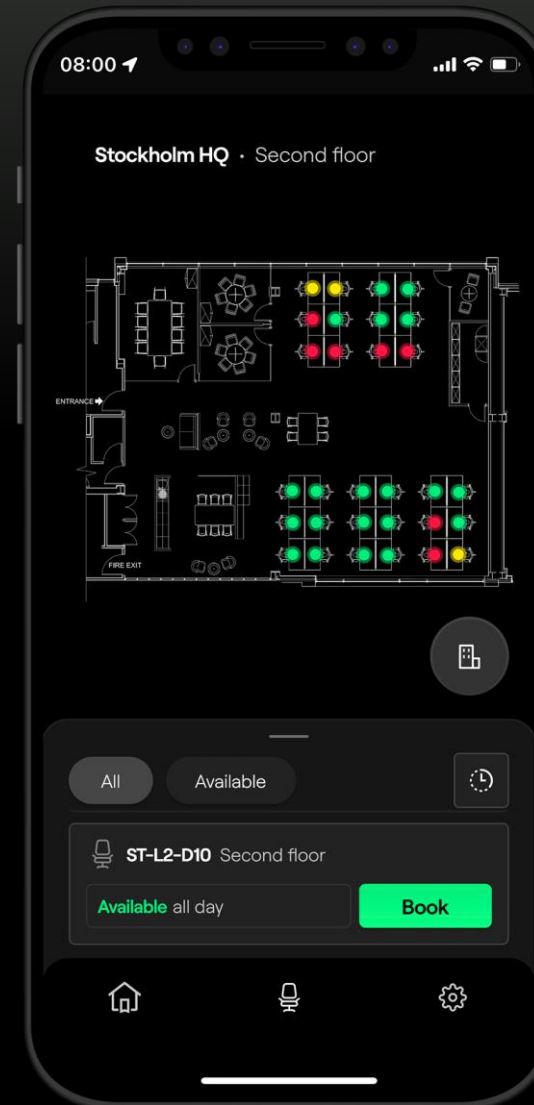 08:00
Stockholm HQ · Second floor
ENTRANCE
FIRE EXIT
All Available
ST-L2-D10 Second floor
Available all day Book